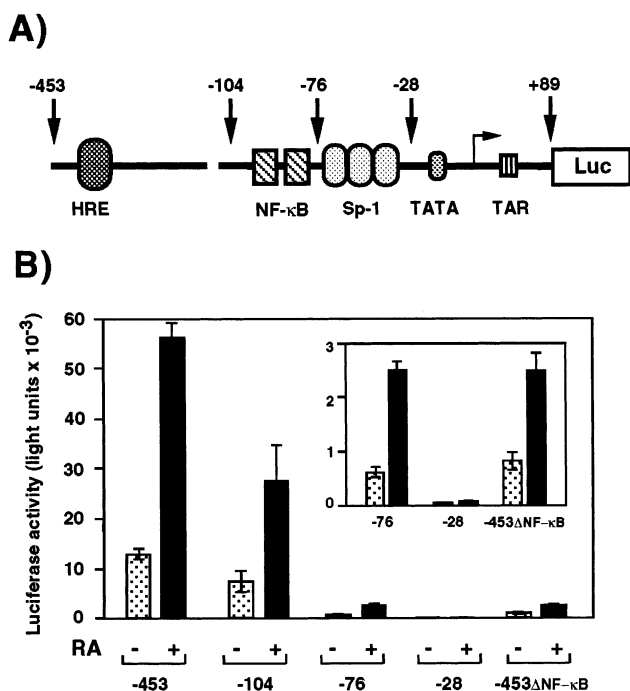 A)
-453 -104 -76 -28 +89
Luc
HRE NF-κB Sp-1 TATA TAR
B)
Luciferase activity (light units x 10⁻³)
60
50
40
30
20
10
0
3
2
1
0
-76 -28 -453ΔNF-κB
RA - + - + - + - + - +
-453 -104 -76 -28 -453ΔNF-κB